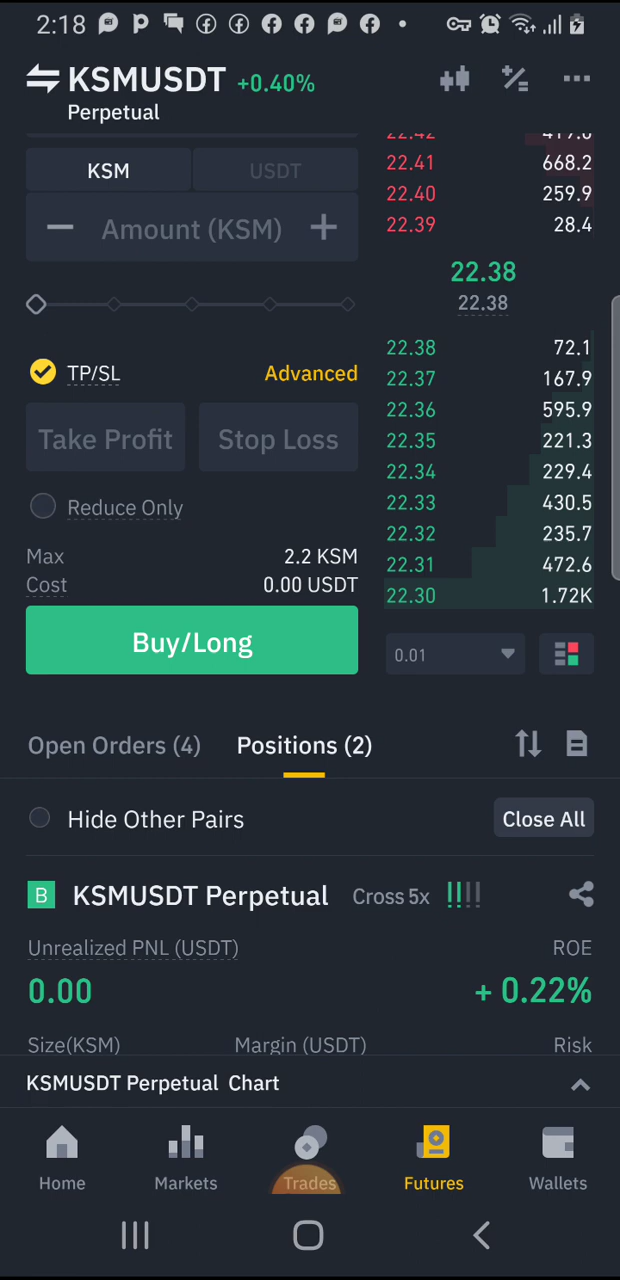 2:18
KSMUSDT +0.40%
Perpetual
KSM USDT
Amount (KSM)
TP/SL Advanced
Take Profit Stop Loss
Reduce Only
Max 2.2 KSM
Cost 0.00 USDT
Buy/Long
22.42 419.6
22.41 668.2
22.40 259.9
22.39 28.4
22.38
22.38
22.38 72.1
22.37 167.9
22.36 595.9
22.35 221.3
22.34 229.4
22.33 430.5
22.32 235.7
22.31 472.6
22.30 1.72K
0.01
Open Orders (4) Positions (2)
Hide Other Pairs Close All
B KSMUSDT Perpetual Cross 5x
Unrealized PNL (USDT) ROE
0.00 + 0.22%
Size(KSM) Margin (USDT) Risk
KSMUSDT Perpetual Chart
Home Markets Trades Futures Wallets